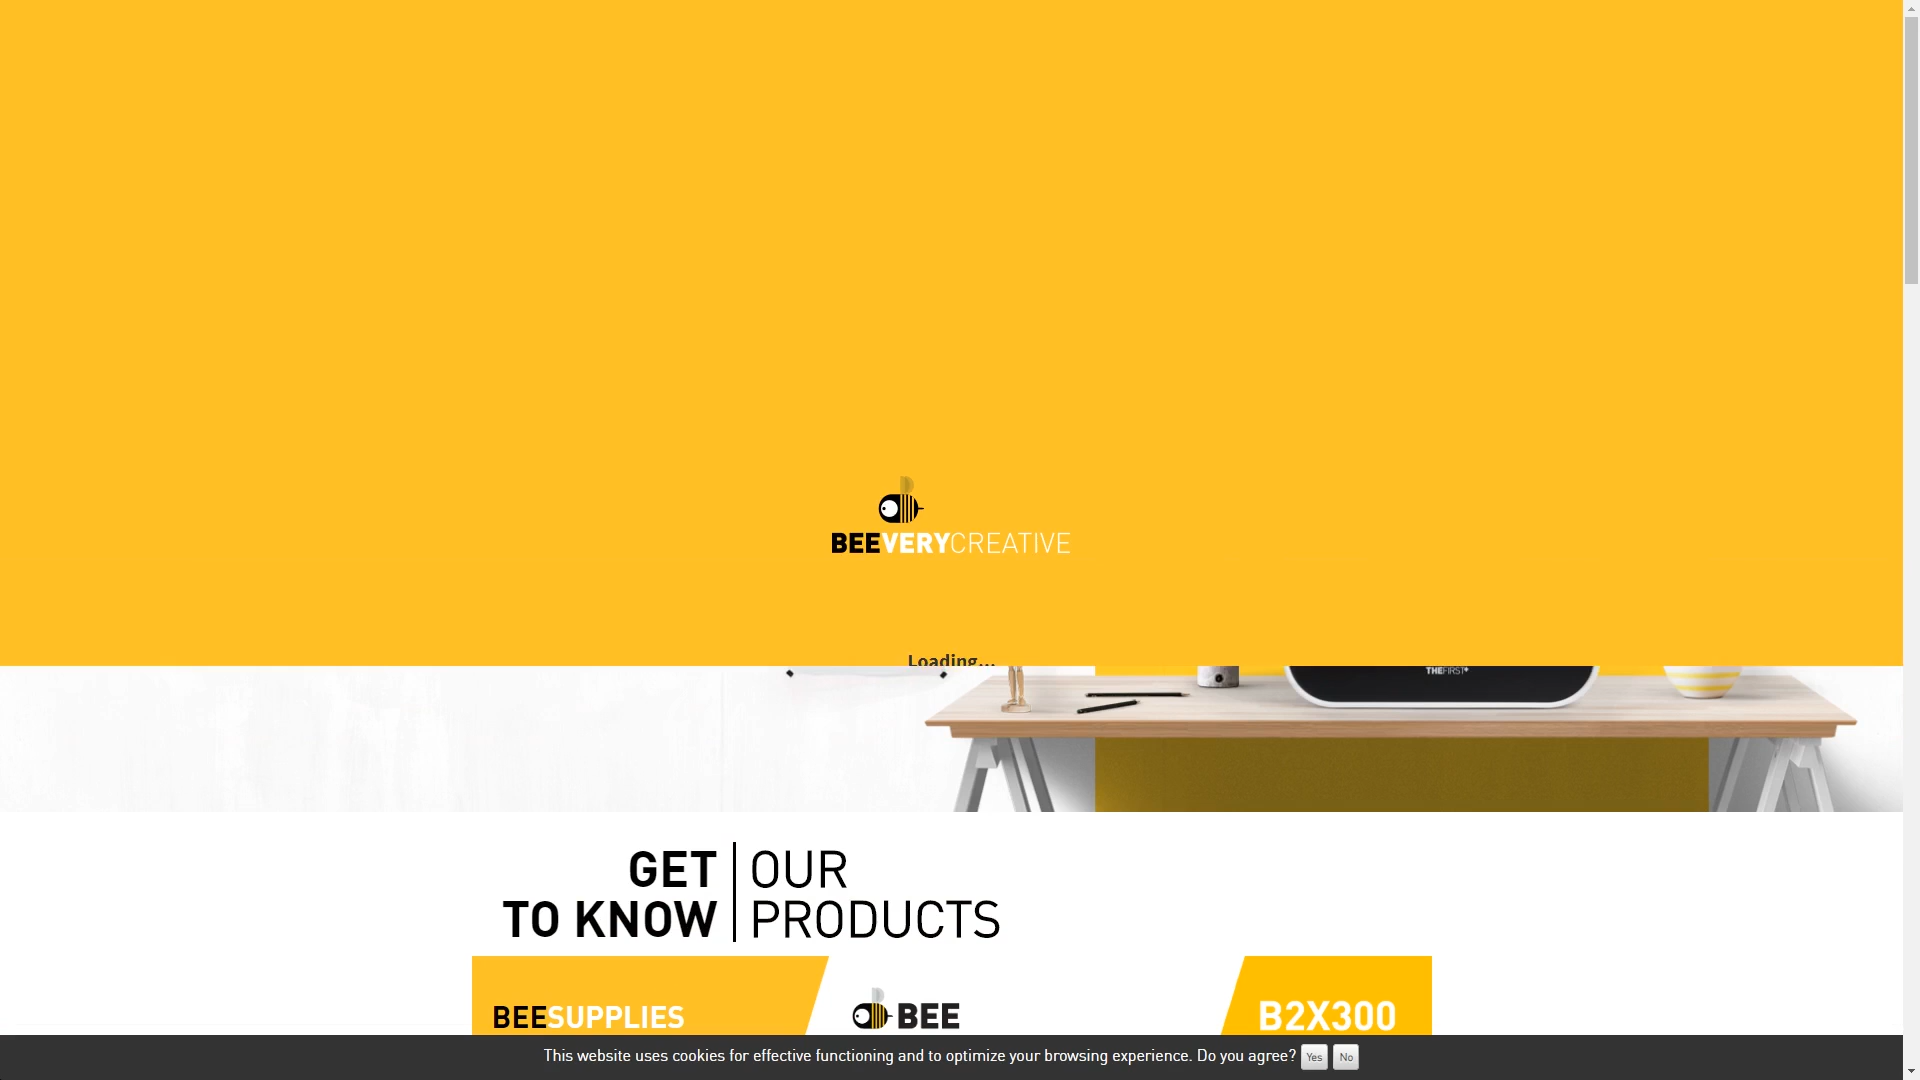 BEEVERYCREATIVE
Loading...
THEFIRST+
GET
TO KNOW
OUR
PRODUCTS
BEESUPPLIES
BEE
B2X300
This website uses cookies for effective functioning and to optimize your browsing experience. Do you agree? Yes No